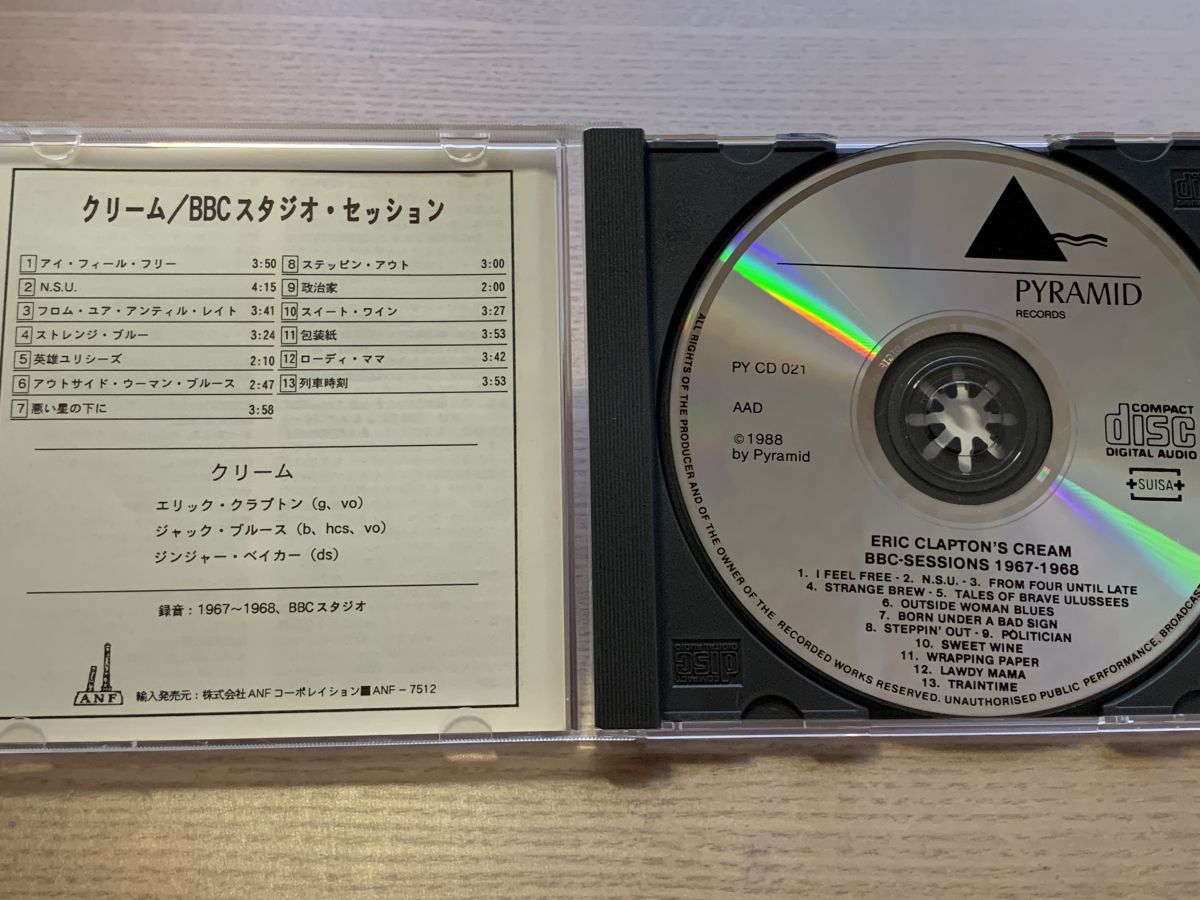 クリーム/BBCスタジオ・セッション
1 アイ・フィール・フリー 3:50
2 N.S.U. 4:15
3 フロム・ユア・アンティル・レイト 3:41
4 ストレンジ・ブルー 3:24
5 英雄ユリシーズ 2:10
6 アウトサイド・ウーマン・ブルース 2:47
7 悪い星の下に 3:58
8 ステッピン・アウト 3:00
9 政治家 2:00
10 スイート・ワイン 3:27
11 包装紙 3:53
12 ローディ・ママ 3:42
13 列車時刻 3:53
クリーム
エリック・クラプトン (g、vo)
ジャック・ブルース (b、hcs、vo)
ジンジャー・ベイカー (ds)
録音:1967〜1968、BBCスタジオ
ANF
輸入発売元:株式会社ANFコーポレイション■ANF-7512
PYRAMID
RECORDS
PY CD 021
AAD
©1988
by Pyramid
COMPACT
disc
DIGITAL AUDIO
SUISA
ERIC CLAPTON'S CREAM
BBC-SESSIONS 1967-1968
1. I FEEL FREE - 2. N.S.U. - 3. FROM FOUR UNTIL LATE
4. STRANGE BREW - 5. TALES OF BRAVE ULUSSEES
6. OUTSIDE WOMAN BLUES
7. BORN UNDER A BAD SIGN
8. STEPPIN' OUT - 9. POLITICIAN
10. SWEET WINE
11. WRAPPING PAPER
12. LAWDY MAMA
13. TRAINTIME
ALL RIGHTS OF THE PRODUCER AND OF THE OWNER OF THE RECORDED WORKS RESERVED. UNAUTHORISED PUBLIC PERFORMANCE, BROADCAST
COMPACT
disc
DIGITAL AUDIO